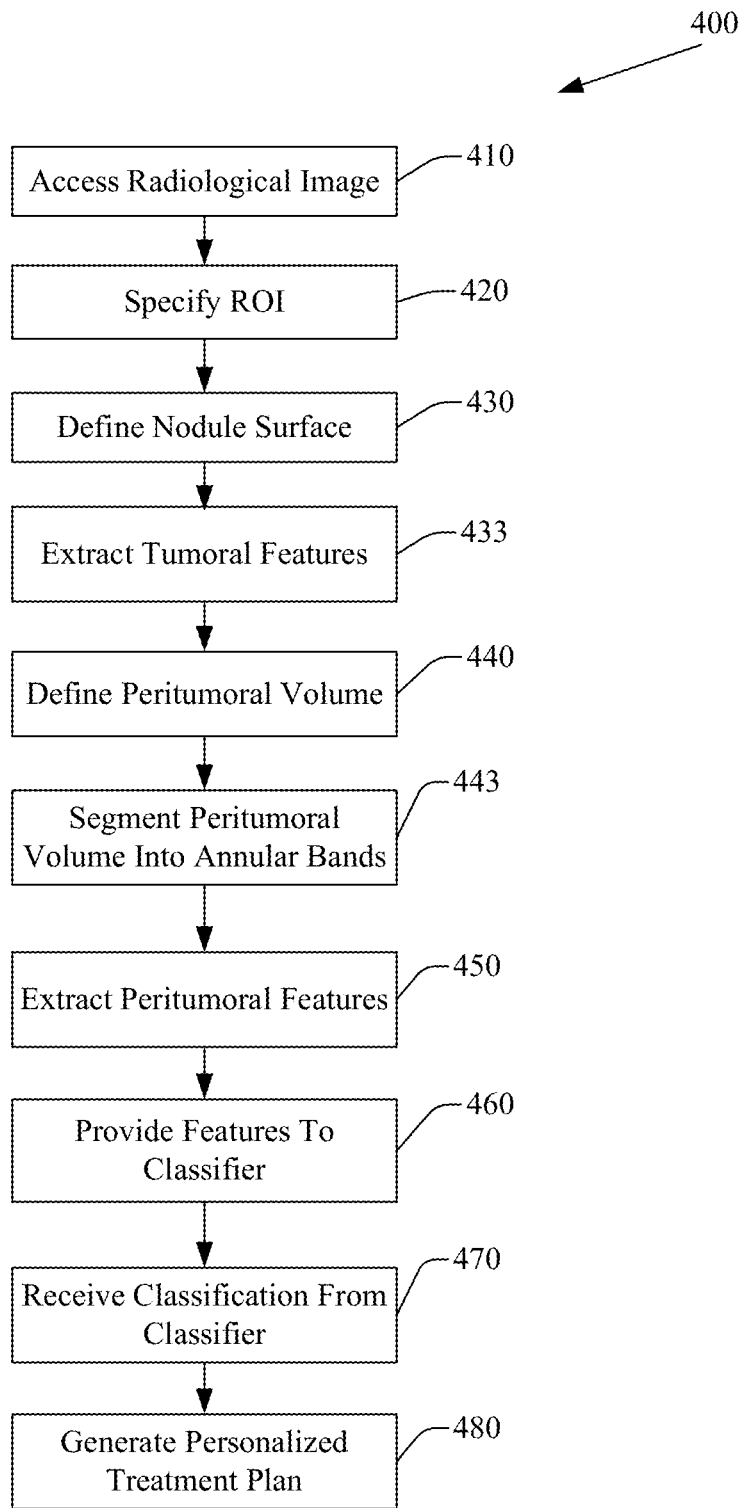 400
Access Radiological Image
410
Specify ROI
420
Define Nodule Surface
430
Extract Tumoral Features
433
Define Peritumoral Volume
440
Segment Peritumoral
Volume Into Annular Bands
443
Extract Peritumoral Features
450
Provide Features To
Classifier
460
Receive Classification From
Classifier
470
Generate Personalized
Treatment Plan
480